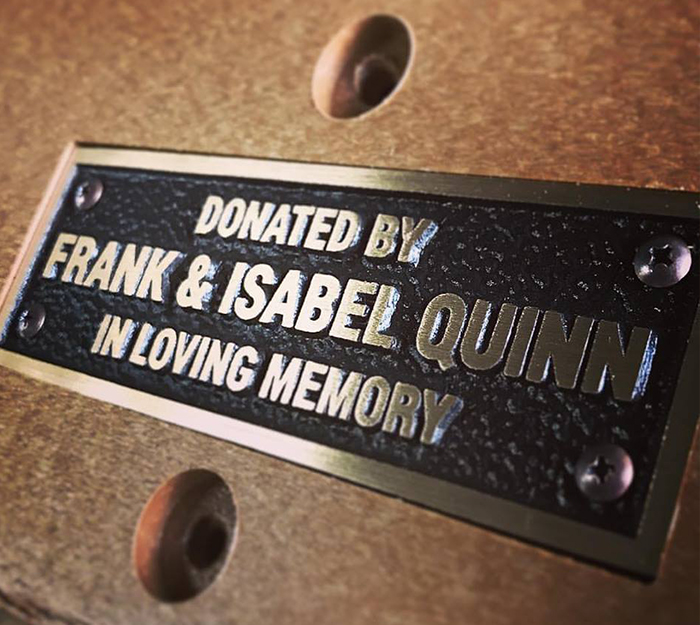 DONATED BY
FRANK & ISABEL QUINN
IN LOVING MEMORY